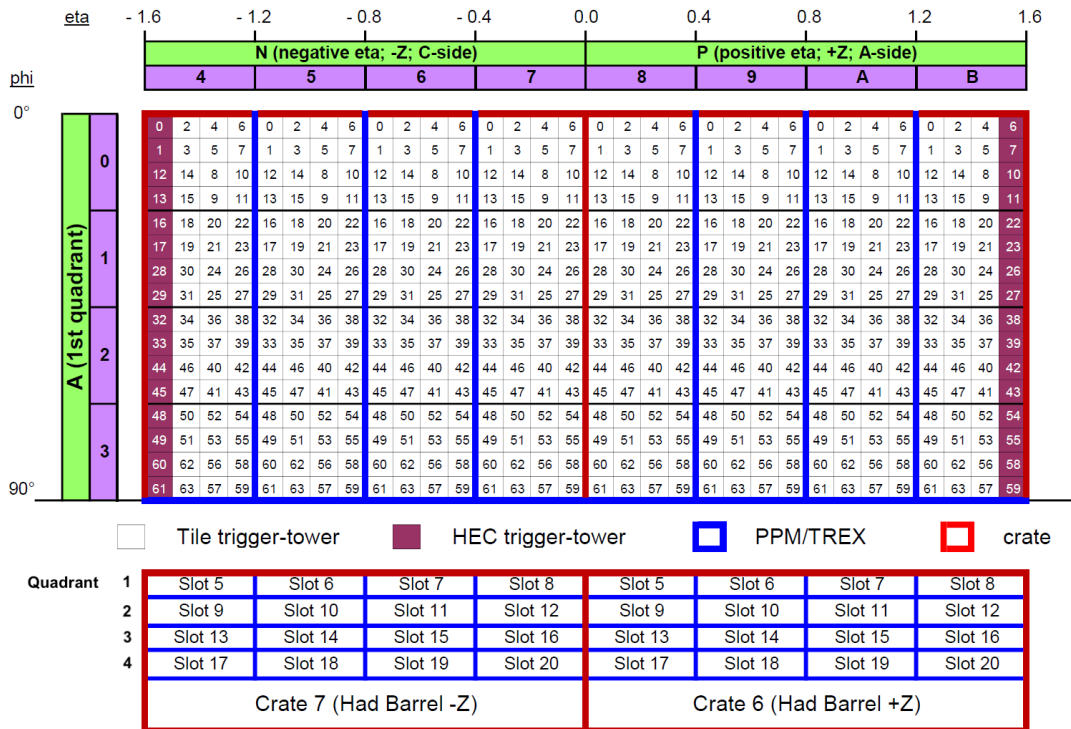 eta - 1.6 - 1.2 - 0.8 - 0.4 0.0 0.4 0.8 1.2 1.6
N (negative eta; -Z; C-side) P (positive eta; +Z; A-side)
phi 4 5 6 7 8 9 A B
0°
A (1st quadrant)
0
1
2
3
0 2 4 6 0 2 4 6 0 2 4 6 0 2 4 6 0 2 4 6 0 2 4 6 0 2 4 6 0 2 4 6
1 3 5 7 1 3 5 7 1 3 5 7 1 3 5 7 1 3 5 7 1 3 5 7 1 3 5 7 1 3 5 7
12 14 8 10 12 14 8 10 12 14 8 10 12 14 8 10 12 14 8 10 12 14 8 10 12 14 8 10 12 14 8 10
13 15 9 11 13 15 9 11 13 15 9 11 13 15 9 11 13 15 9 11 13 15 9 11 13 15 9 11 13 15 9 11
16 18 20 22 16 18 20 22 16 18 20 22 16 18 20 22 16 18 20 22 16 18 20 22 16 18 20 22 16 18 20 22
17 19 21 23 17 19 21 23 17 19 21 23 17 19 21 23 17 19 21 23 17 19 21 23 17 19 21 23 17 19 21 23
28 30 24 26 28 30 24 26 28 30 24 26 28 30 24 26 28 30 24 26 28 30 24 26 28 30 24 26 28 30 24 26
29 31 25 27 29 31 25 27 29 31 25 27 29 31 25 27 29 31 25 27 29 31 25 27 29 31 25 27 29 31 25 27
32 34 36 38 32 34 36 38 32 34 36 38 32 34 36 38 32 34 36 38 32 34 36 38 32 34 36 38 32 34 36 38
33 35 37 39 33 35 37 39 33 35 37 39 33 35 37 39 33 35 37 39 33 35 37 39 33 35 37 39 33 35 37 39
44 46 40 42 44 46 40 42 44 46 40 42 44 46 40 42 44 46 40 42 44 46 40 42 44 46 40 42 44 46 40 42
45 47 41 43 45 47 41 43 45 47 41 43 45 47 41 43 45 47 41 43 45 47 41 43 45 47 41 43 45 47 41 43
48 50 52 54 48 50 52 54 48 50 52 54 48 50 52 54 48 50 52 54 48 50 52 54 48 50 52 54 48 50 52 54
49 51 53 55 49 51 53 55 49 51 53 55 49 51 53 55 49 51 53 55 49 51 53 55 49 51 53 55 49 51 53 55
60 62 56 58 60 62 56 58 60 62 56 58 60 62 56 58 60 62 56 58 60 62 56 58 60 62 56 58 60 62 56 58
90° 61 63 57 59 61 63 57 59 61 63 57 59 61 63 57 59 61 63 57 59 61 63 57 59 61 63 57 59 61 63 57 59
Tile trigger-tower HEC trigger-tower PPM/TREX crate
Quadrant 1 Slot 5 Slot 6 Slot 7 Slot 8 Slot 5 Slot 6 Slot 7 Slot 8
2 Slot 9 Slot 10 Slot 11 Slot 12 Slot 9 Slot 10 Slot 11 Slot 12
3 Slot 13 Slot 14 Slot 15 Slot 16 Slot 13 Slot 14 Slot 15 Slot 16
4 Slot 17 Slot 18 Slot 19 Slot 20 Slot 17 Slot 18 Slot 19 Slot 20
Crate 7 (Had Barrel -Z) Crate 6 (Had Barrel +Z)